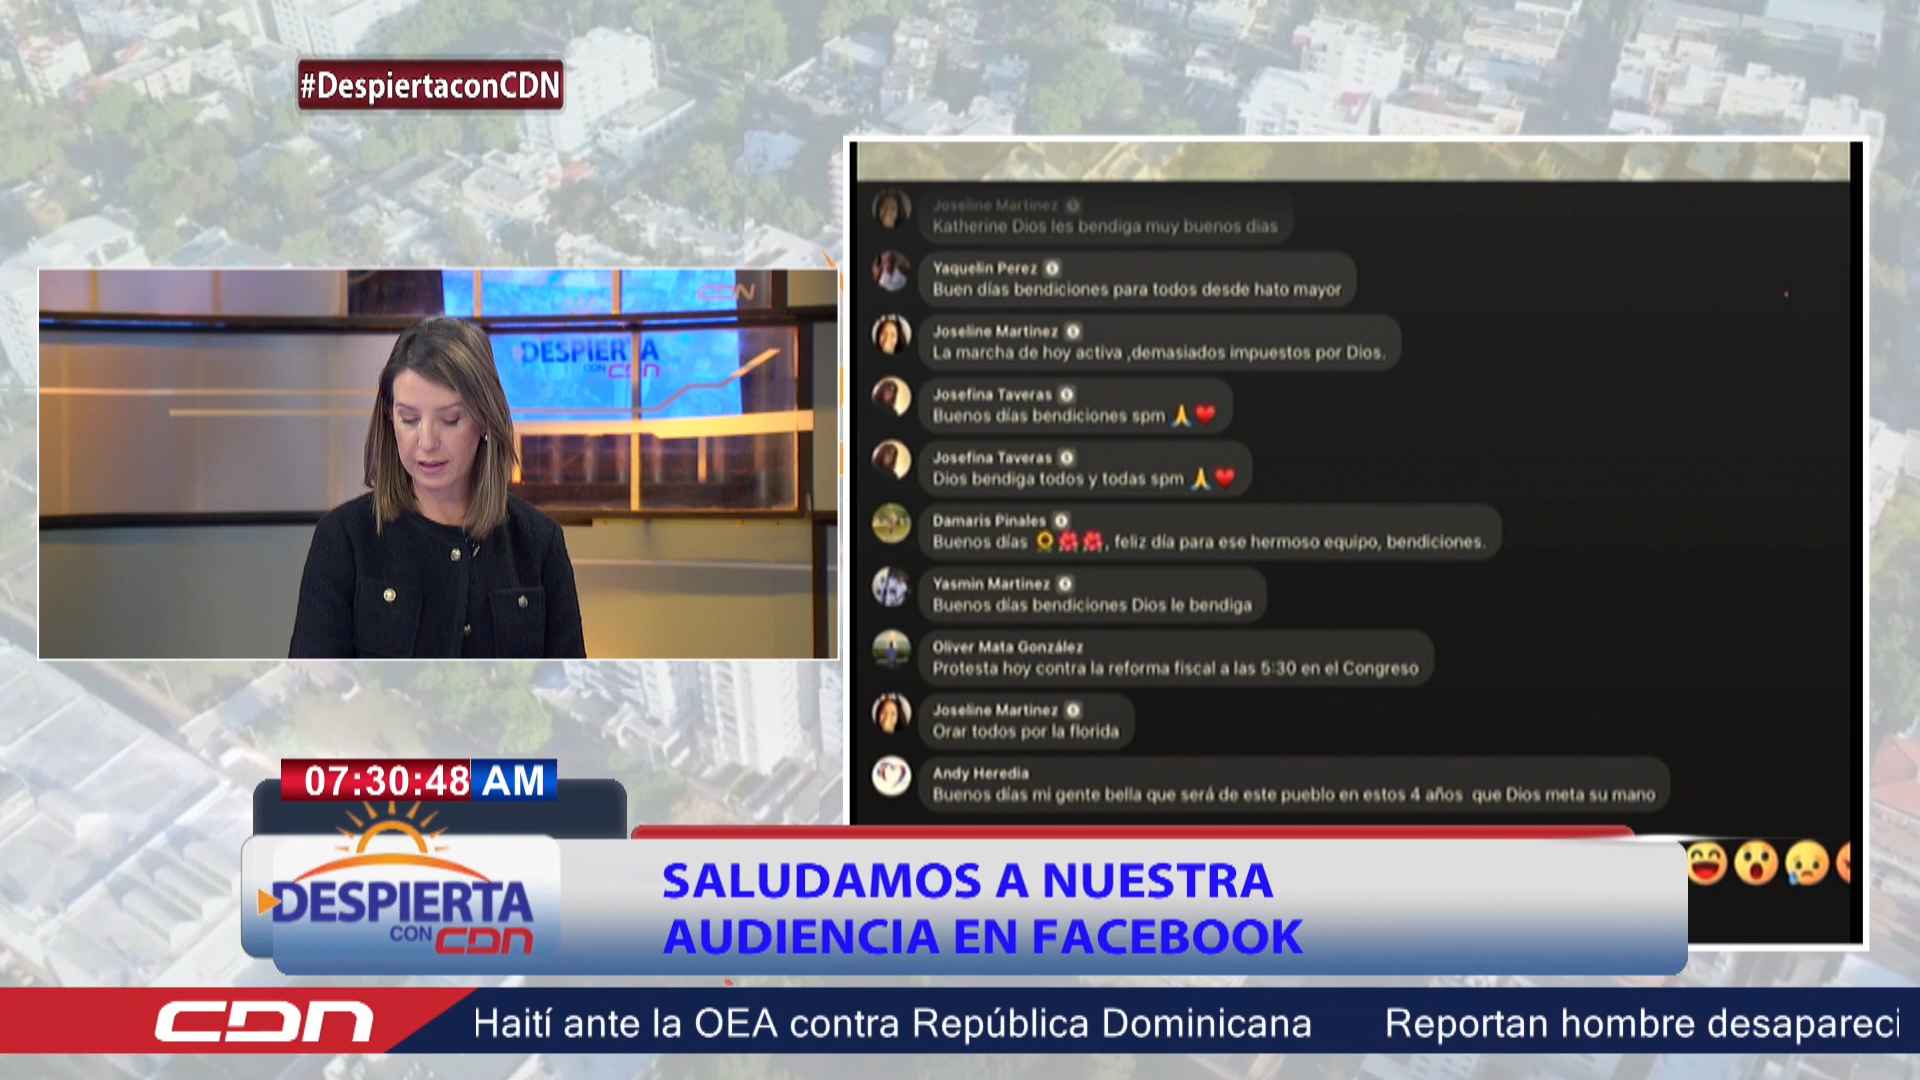 #DespiertaconCDN
CDN
DESPIERTA
CON CDN
Joseline Martinez
Katherine Dios les bendiga muy buenos dias
Yaquelin Perez
Buen días bendiciones para todos desde hato mayor
Joseline Martinez
La marcha de hoy activa ,demasiados impuestos por Dios.
Josefina Taveras
Buenos días bendiciones spm 🙏❤️
Josefina Taveras
Dios bendiga todos y todas spm 🙏❤️
Damaris Pinales
Buenos días 🌻🌺🌺, feliz día para ese hermoso equipo, bendiciones.
Yasmin Martinez
Buenos días bendiciones Dios le bendiga
Oliver Mata González
Protesta hoy contra la reforma fiscal a las 5:30 en el Congreso
Joseline Martinez
Orar todos por la florida
Andy Heredia
Buenos días mi gente bella que será de este pueblo en estos 4 años que Dios meta su mano
07:30:48 AM
DESPIERTA
CON CDN
SALUDAMOS A NUESTRA
AUDIENCIA EN FACEBOOK
CDN Haití ante la OEA contra República Dominicana Reportan hombre desapareci